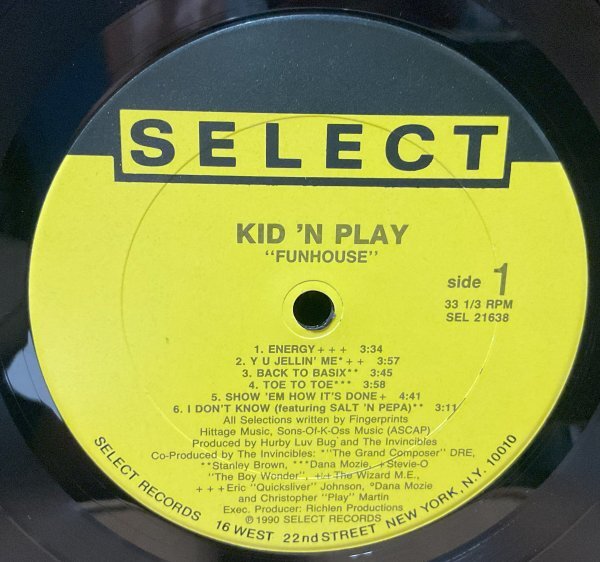 SELECT
KID 'N PLAY
"FUNHOUSE"
side 1
33 1/3 RPM
SEL 21638
1. ENERGY+++ 3:34
2. Y U JELLIN' ME*++ 3:57
3. BACK TO BASIX** 3:45
4. TOE TO TOE*** 3:58
5. SHOW 'EM HOW IT'S DONE+ 4:41
6. I DON'T KNOW (featuring SALT 'N PEPA)** 3:11
All Selections written by Fingerprints
Hittage Music, Sons-Of-K-Oss Music (ASCAP)
Produced by Hurby Luv Bug and The Invincibles
Co-Produced by The Invincibles: *"The Grand Composer" DRE,
**Stanley Brown, ***Dana Mozie, +Stevie-O
"The Boy Wonder", ++The Wizard M.E.,
+++Eric "Quicksliver" Johnson, °Dana Mozie
and Christopher "Play" Martin
Exec. Producer: Richlen Productions
℗1990 SELECT RECORDS
SELECT RECORDS 16 WEST 22nd STREET NEW YORK, N.Y. 10010